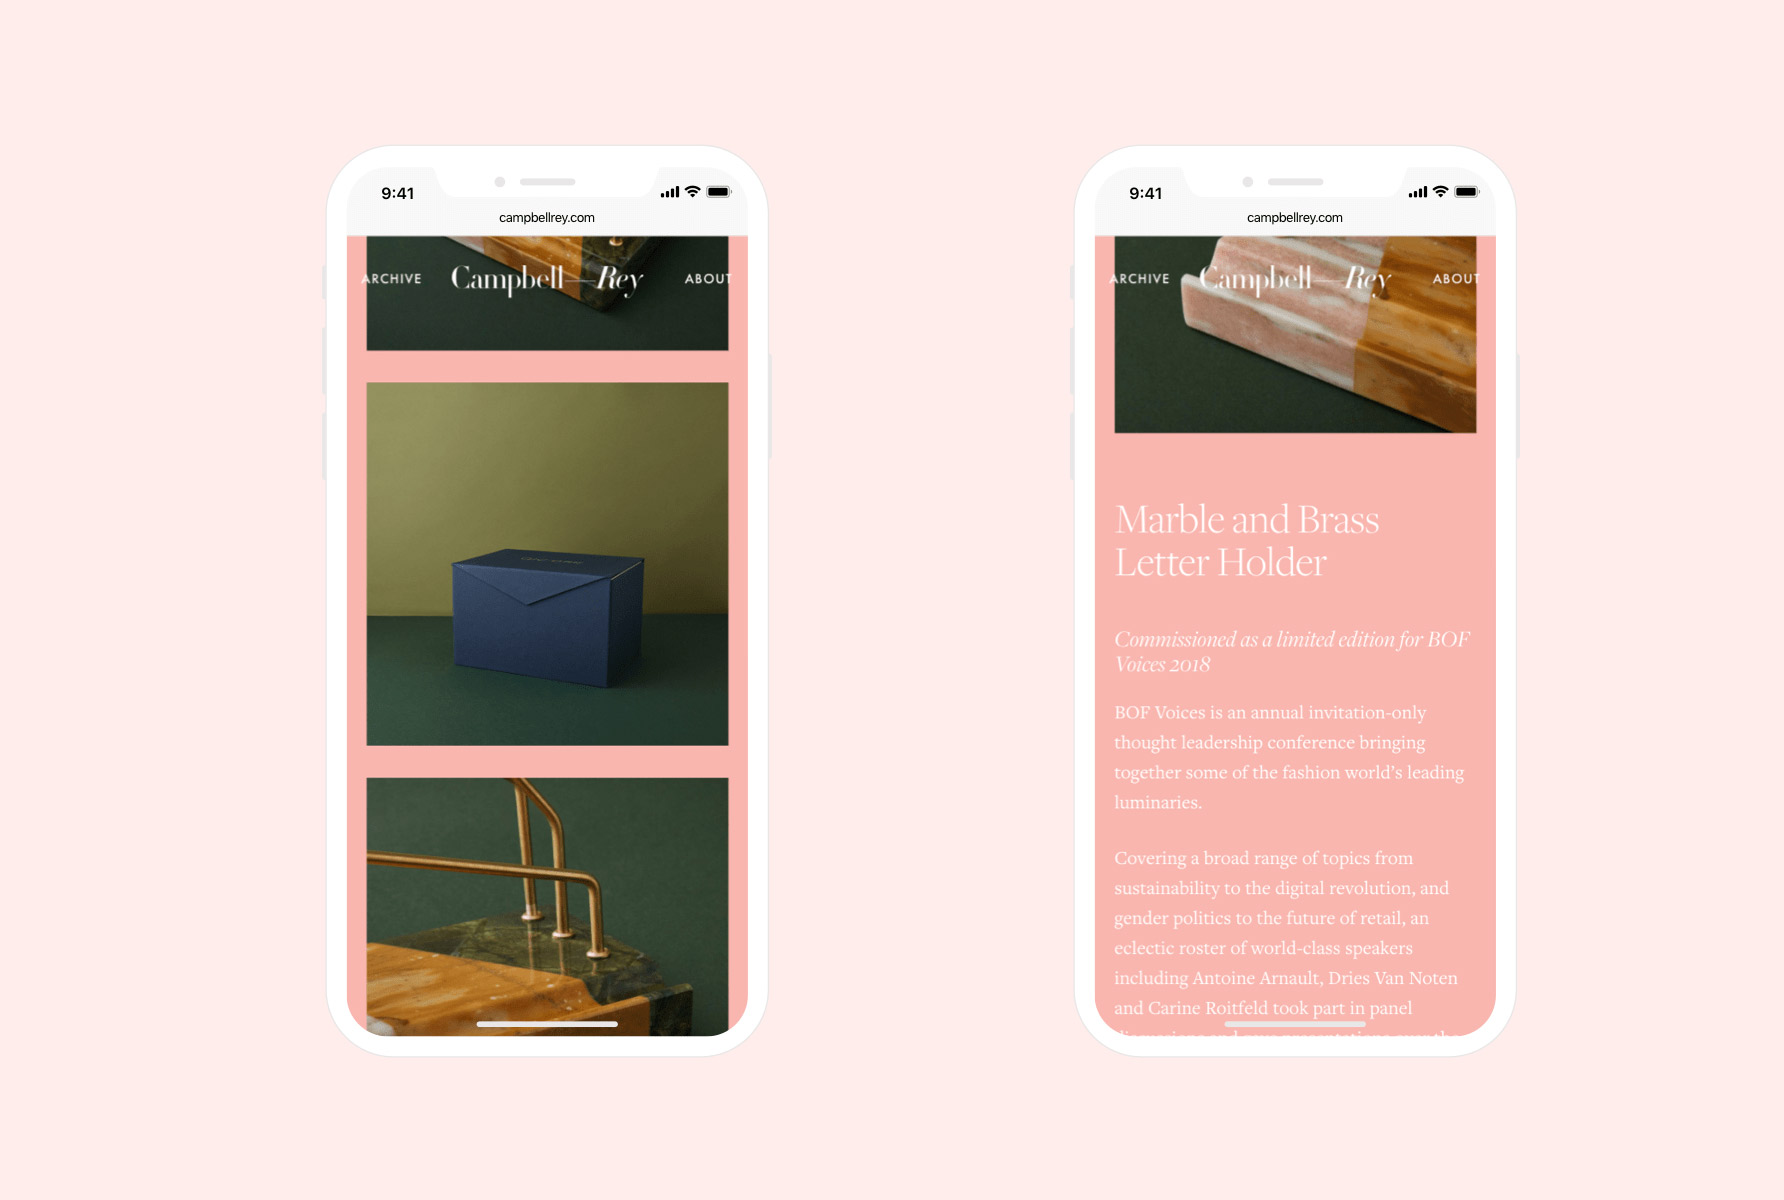 9:41
campbellrey.com
ARCHIVE Campbell—Rey ABOUT
9:41
campbellrey.com
ARCHIVE Campbell—Rey ABOUT
Marble and Brass
Letter Holder
Commissioned as a limited edition for BOF
Voices 2018
BOF Voices is an annual invitation-only
thought leadership conference bringing
together some of the fashion world’s leading
luminaries.
Covering a broad range of topics from
sustainability to the digital revolution, and
gender politics to the future of retail, an
eclectic roster of world-class speakers
including Antoine Arnault, Dries Van Noten
and Carine Roitfeld took part in panel